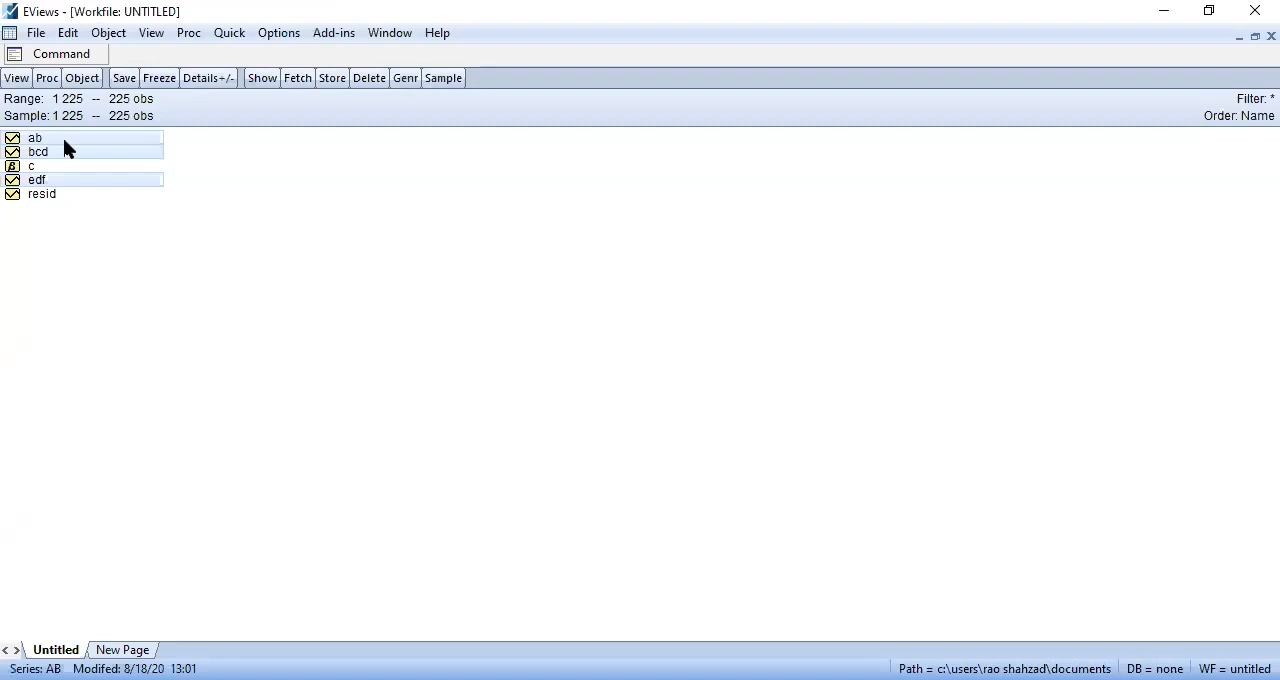 EViews - [Workfile: UNTITLED]
File Edit Object View Proc Quick Options Add-ins Window Help
Command
View Proc Object Save Freeze Details+/- Show Fetch Store Delete Genr Sample
Range: 1 225 -- 225 obs Filter: *
Sample: 1 225 -- 225 obs Order: Name
ab
bcd
β c
edf
resid
Untitled New Page
Series: AB Modifed: 8/18/20 13:01 Path = c:\users\rao shahzad\documents DB = none WF = untitled